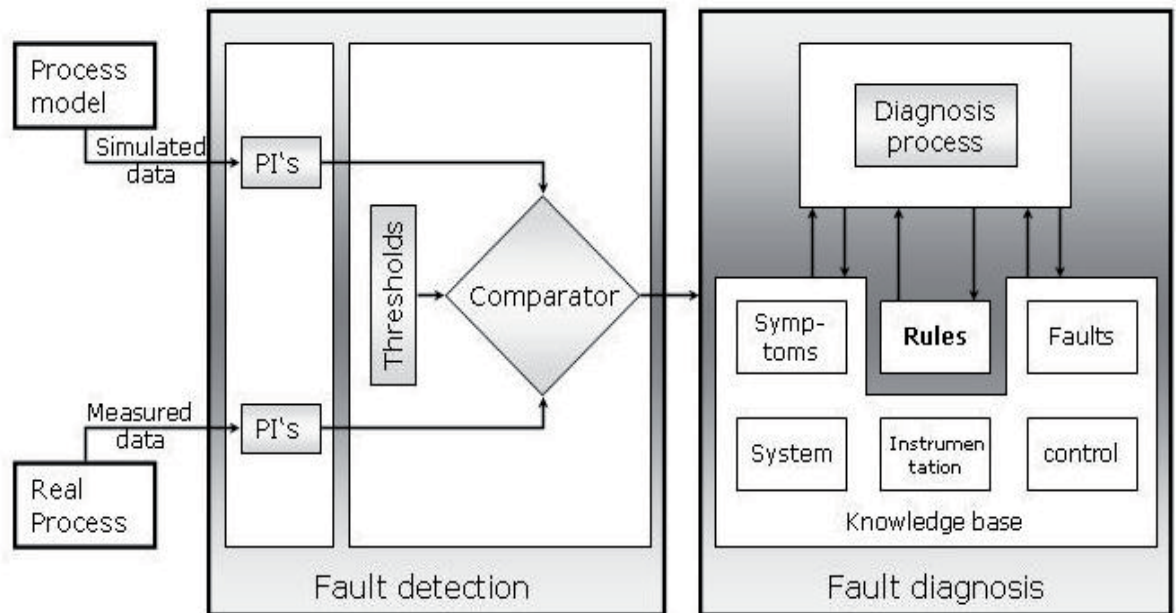 Process
model
Simulated
data
PI's
Thresholds
Comparator
Measured
data
PI's
Real
Process
Fault detection
Diagnosis
process
Symp-
toms
Rules
Faults
System
Instrumen
tation
control
Knowledge base
Fault diagnosis